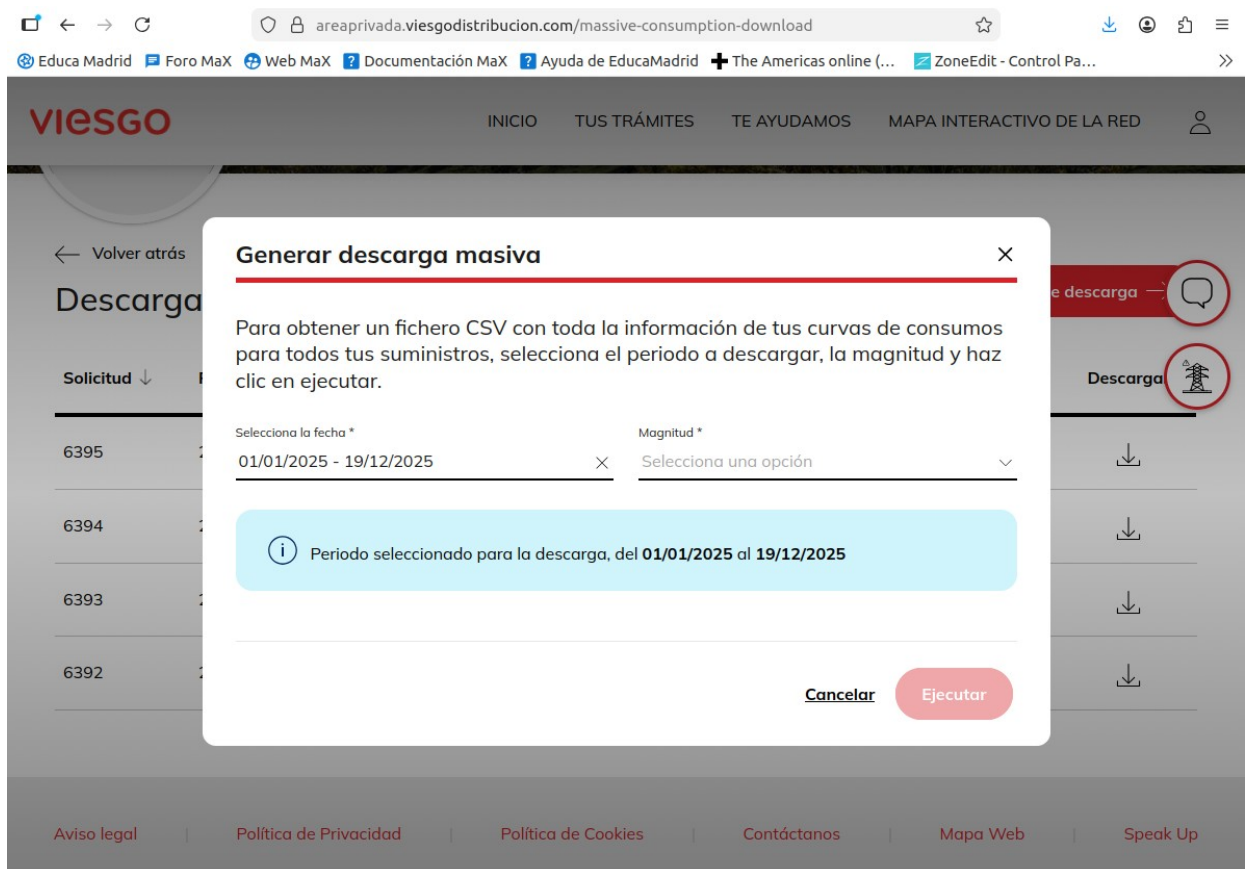 areaprivada.viesgodistribucion.com/massive-consumption-download
Educa Madrid Foro MaX Web MaX Documentación MaX Ayuda de EducaMadrid The Americas online (... ZoneEdit - Control Pa...
viesgo INICIO TUS TRÁMITES TE AYUDAMOS MAPA INTERACTIVO DE LA RED
Volver atrás
Descarga
e descarga
Generar descarga masiva
Para obtener un fichero CSV con toda la información de tus curvas de consumos
para todos tus suministros, selecciona el periodo a descargar, la magnitud y haz
clic en ejecutar.
Solicitud
Descarga
Selecciona la fecha * Magnitud *
01/01/2025 - 19/12/2025 Selecciona una opción
6395
6394
Periodo seleccionado para la descarga, del 01/01/2025 al 19/12/2025
6393
6392
Cancelar Ejecutar
Aviso legal Política de Privacidad Política de Cookies Contáctanos Mapa Web Speak Up